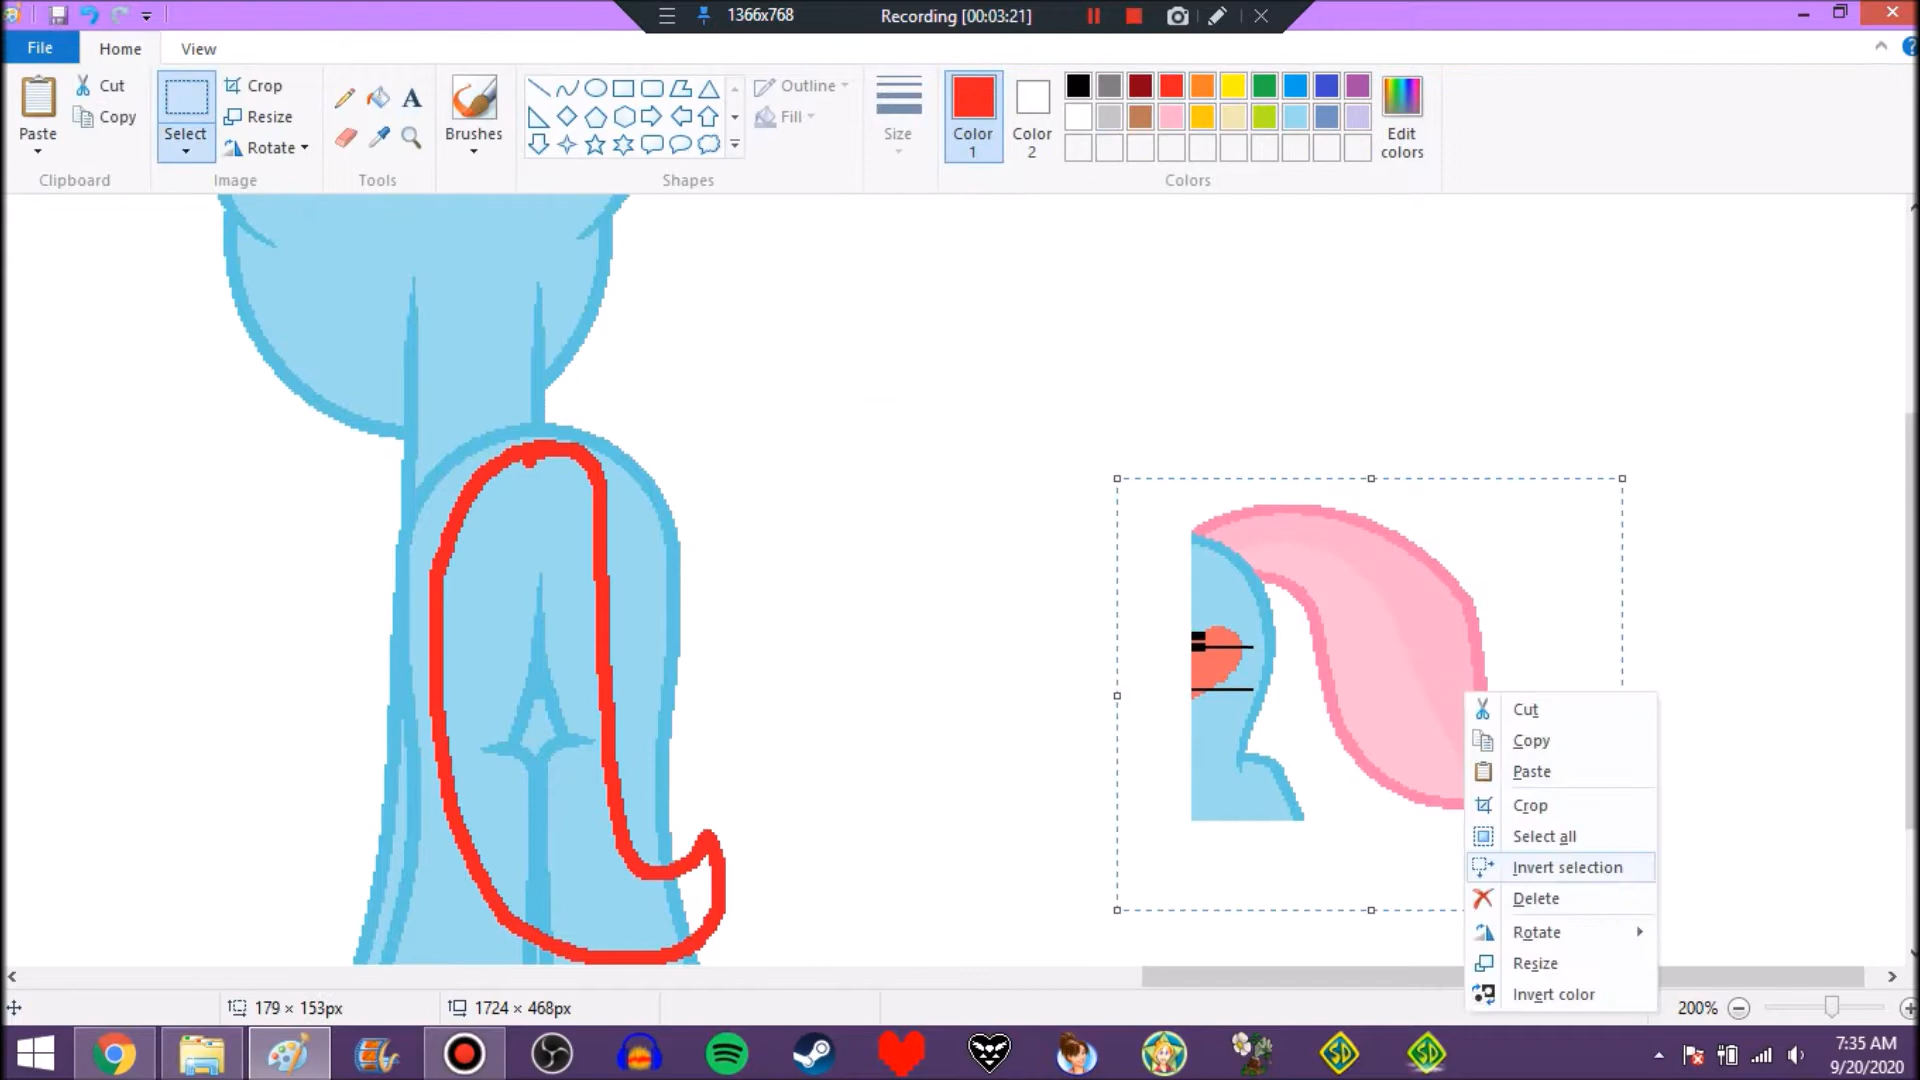 1366x768
Recording [00:03:21]
File
Home
View
Paste
Cut
Copy
Clipboard
Select
Crop
Resize
Rotate
Image
Tools
Brushes
Outline
Fill
Shapes
Size
Color 1
Color 2
Edit colors
Colors
Cut
Copy
Paste
Crop
Select all
Invert selection
Delete
Rotate
Resize
Invert color
179 × 153px
1724 × 468px
200%
SD
SD
7:35 AM
9/20/2020